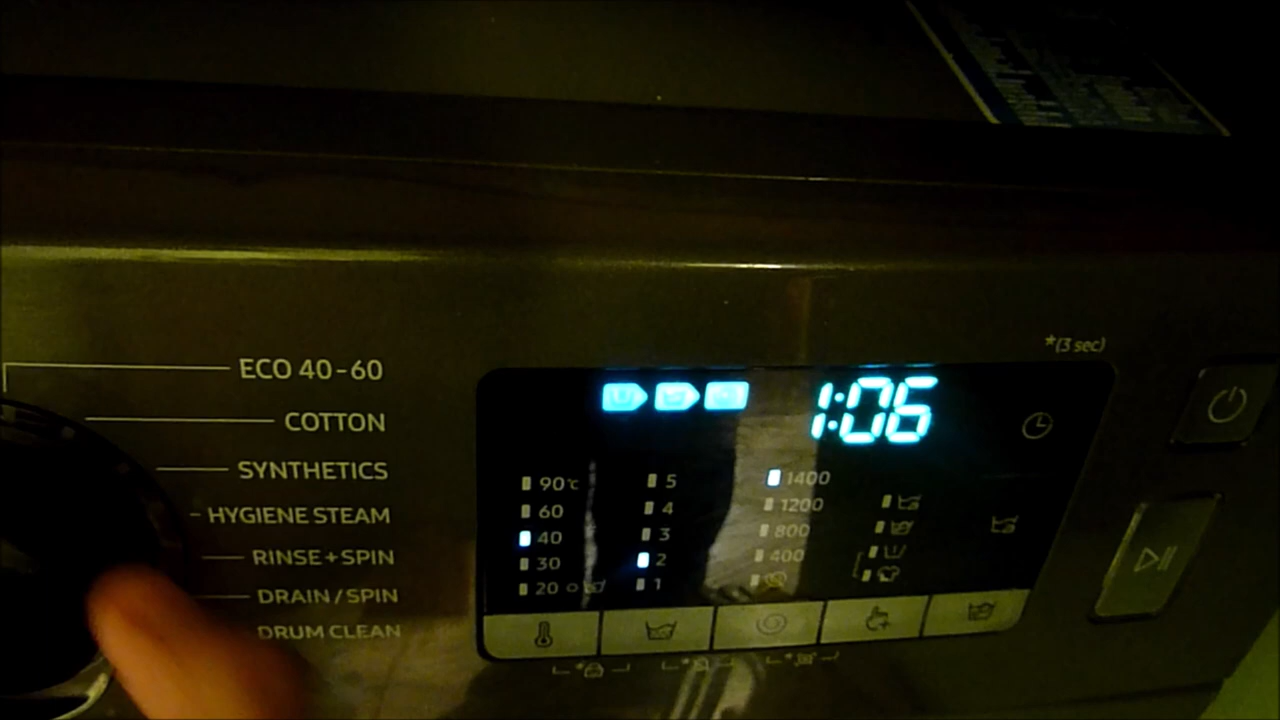 *(3 sec)
ECO 40-60
COTTON
SYNTHETICS
HYGIENE STEAM
RINSE+SPIN
DRAIN / SPIN
DRUM CLEAN
1:06
90℃ 5 1400
60 4 1200
40 3 800
30 2 400
20 1